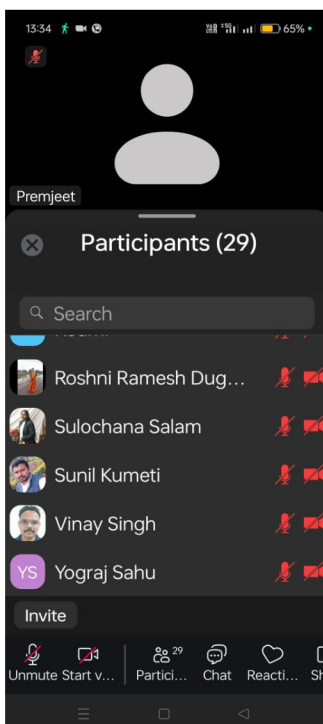 13:34
65%
Premjeet
Participants (29)
Search
Roshni Ramesh Dug...
Sulochana Salam
Sunil Kumeti
Vinay Singh
YS Yograj Sahu
Invite
29
Unmute Start v... Partici... Chat Reacti... Sh